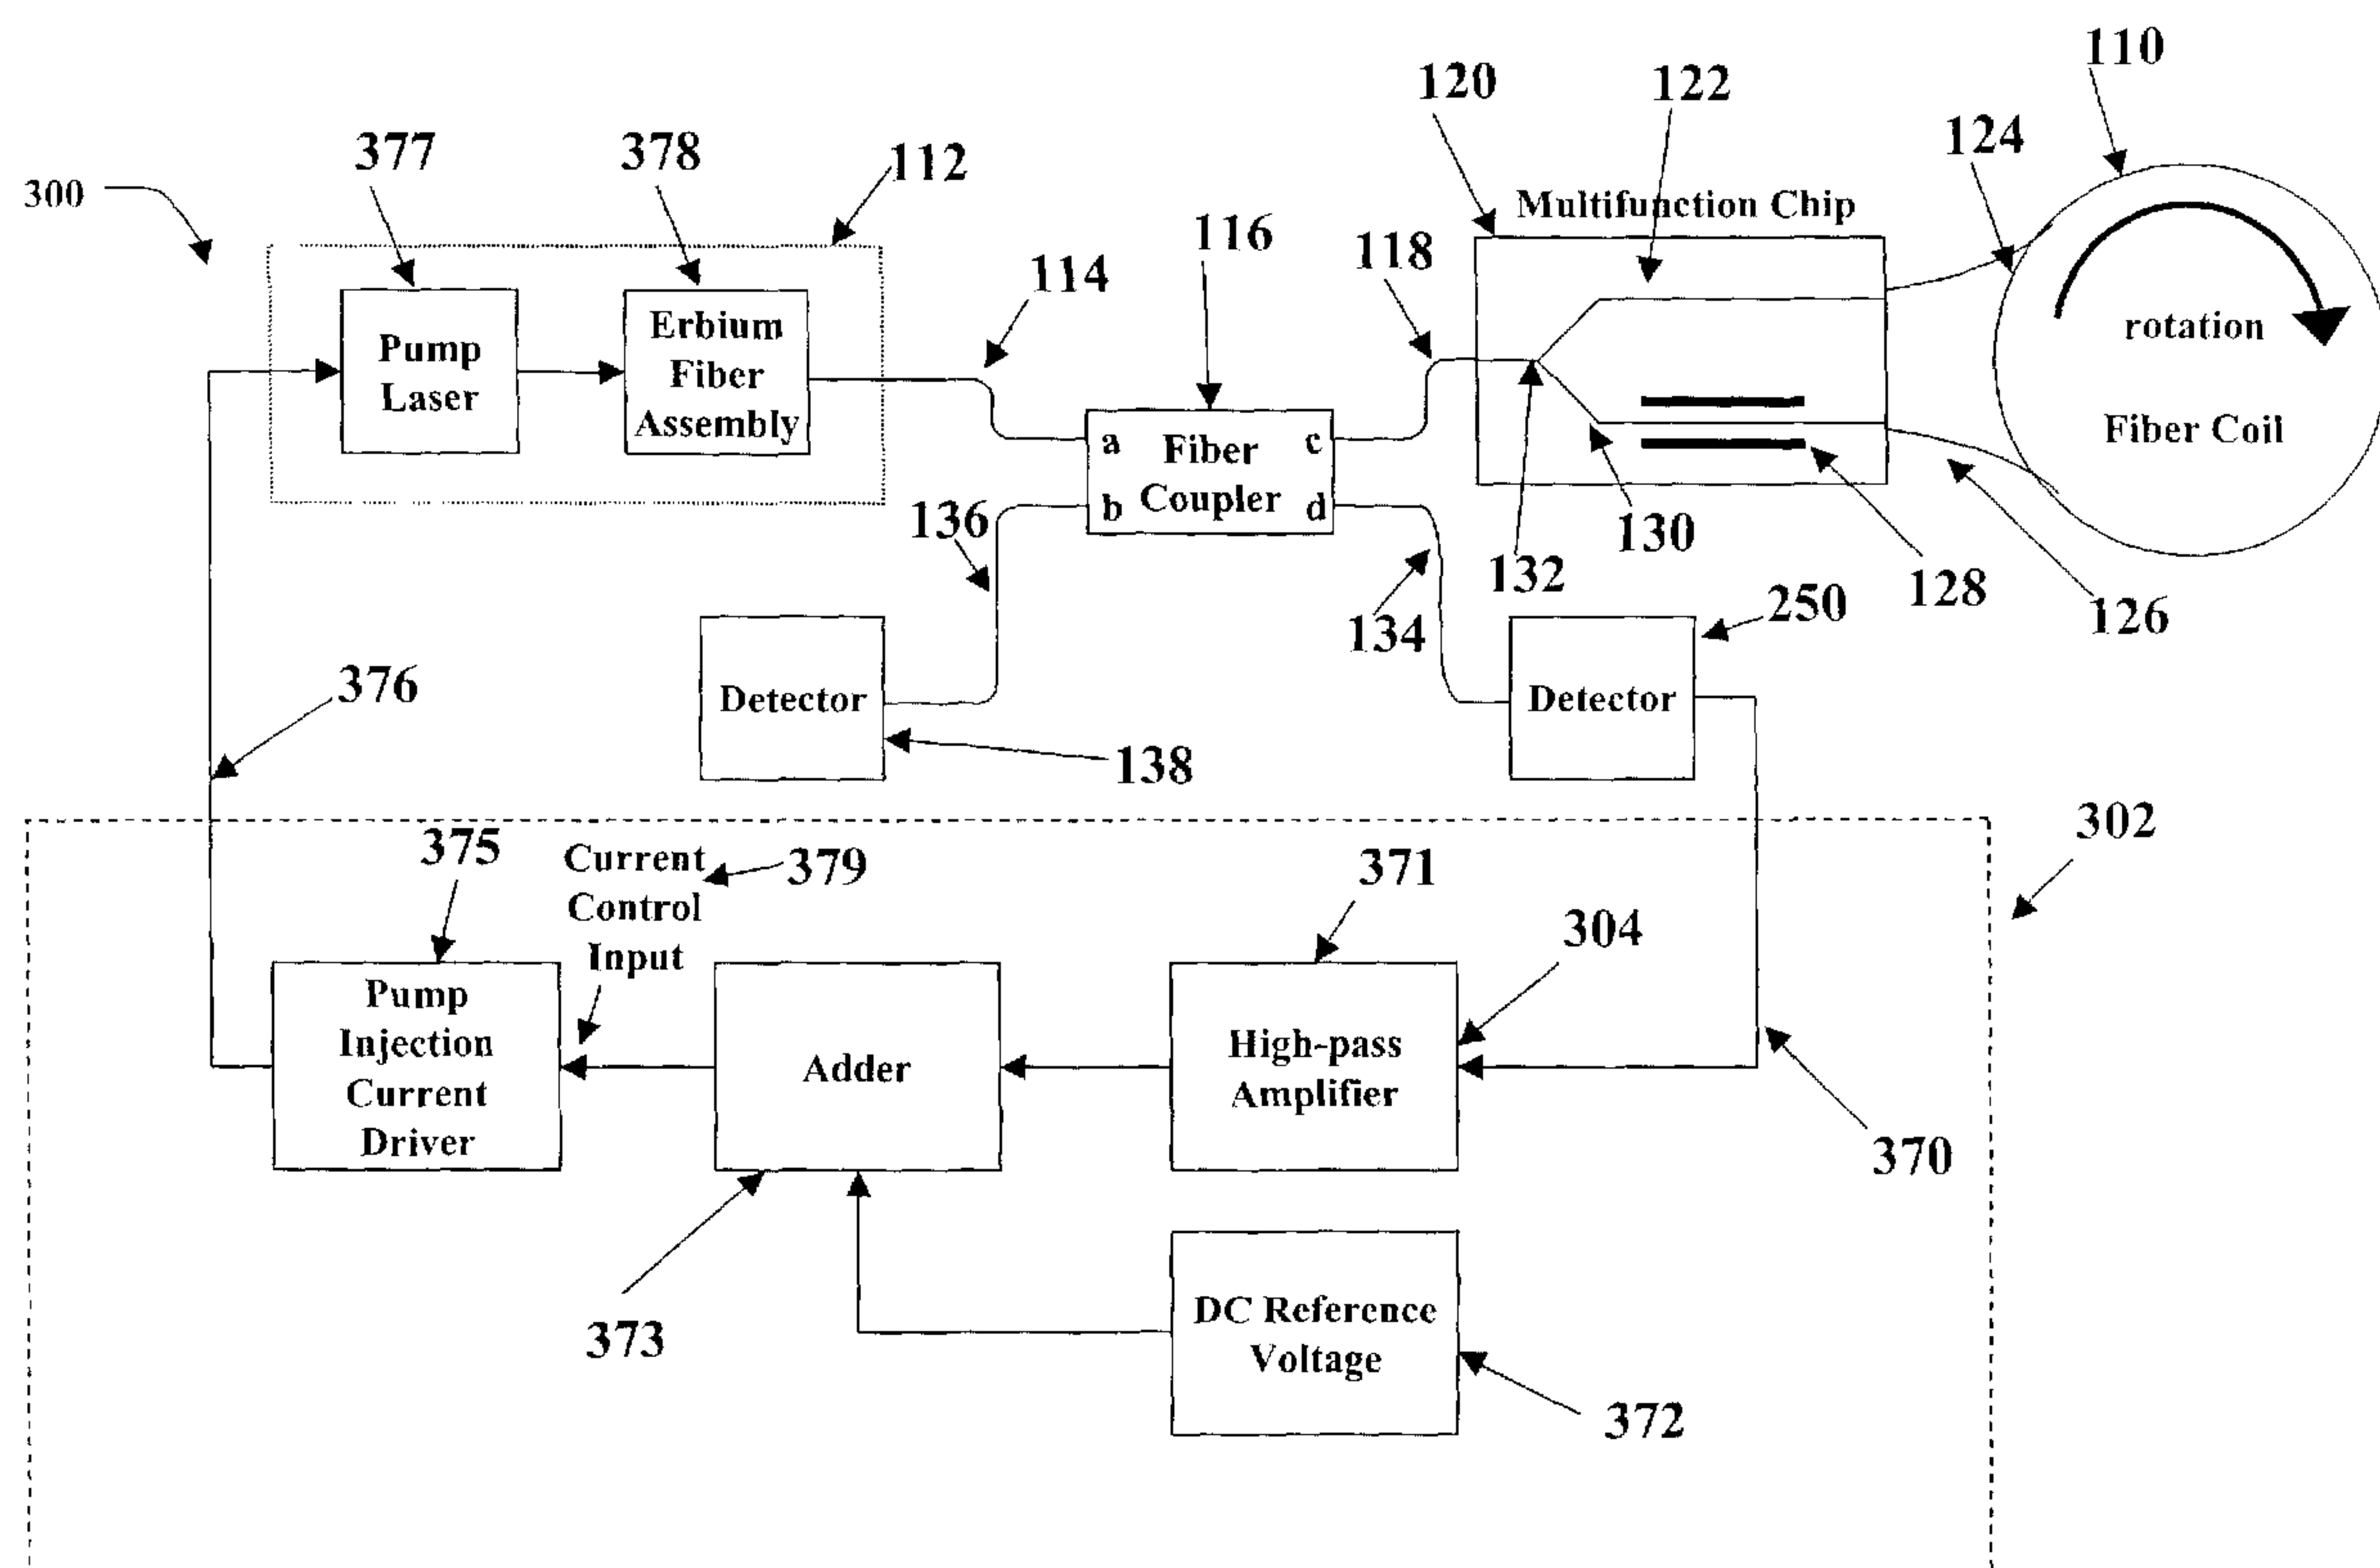 110
120
122
124
377
378
112
300
Multifunction Chip
116
118
114
Pump
Laser
Erbium
Fiber
Assembly
rotation
Fiber Coil
a
Fiber
c
b
Coupler
d
136
130
132
128
134
250
126
376
Detector
Detector
138
302
375
Current
379
371
Control
304
Input
Pump
Injection
Current
Driver
Adder
High-pass
Amplifier
370
373
DC Reference
Voltage
372